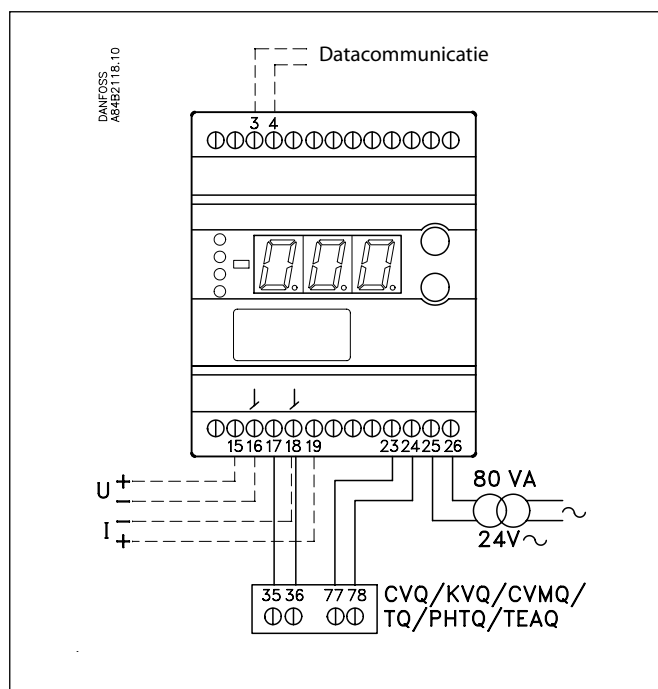 DANFOSS
A84B2118.10
Datacommunicatie
3 4
15 16 17 18 19 23 24 25 26
U + −
I − +
80 VA
24V ~
~
35 36 77 78
CVQ/KVQ/CVMQ/
TQ/PHTQ/TEAQ